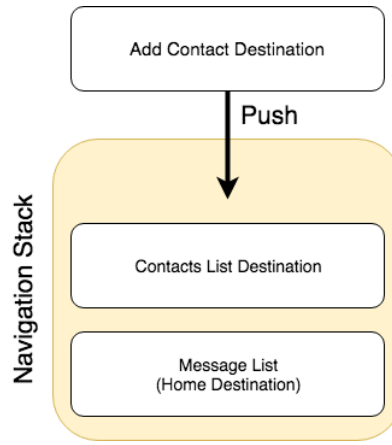 Add Contact Destination
Push
Navigation Stack
Contacts List Destination
Message List
(Home Destination)